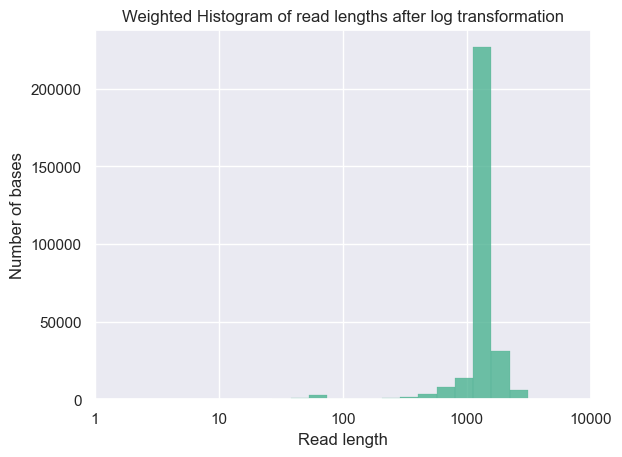 Weighted Histogram of read lengths after log transformation
Number of bases
200000
150000
100000
50000
0
1 10 100 1000 10000
Read length